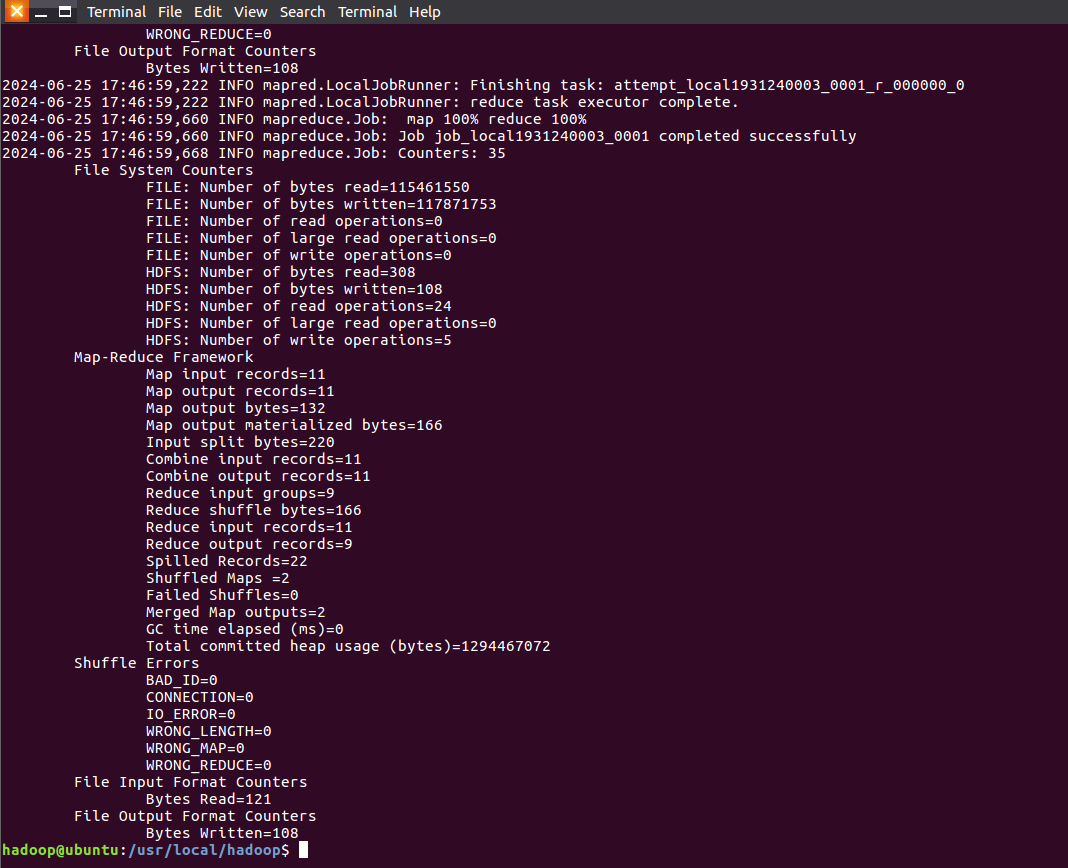 Terminal File Edit View Search Terminal Help
WRONG_REDUCE=0
File Output Format Counters
Bytes Written=108
2024-06-25 17:46:59,222 INFO mapred.LocalJobRunner: Finishing task: attempt_local1931240003_0001_r_000000_0
2024-06-25 17:46:59,222 INFO mapred.LocalJobRunner: reduce task executor complete.
2024-06-25 17:46:59,660 INFO mapreduce.Job:  map 100% reduce 100%
2024-06-25 17:46:59,660 INFO mapreduce.Job: Job job_local1931240003_0001 completed successfully
2024-06-25 17:46:59,668 INFO mapreduce.Job: Counters: 35
File System Counters
FILE: Number of bytes read=115461550
FILE: Number of bytes written=117871753
FILE: Number of read operations=0
FILE: Number of large read operations=0
FILE: Number of write operations=0
HDFS: Number of bytes read=308
HDFS: Number of bytes written=108
HDFS: Number of read operations=24
HDFS: Number of large read operations=0
HDFS: Number of write operations=5
Map-Reduce Framework
Map input records=11
Map output records=11
Map output bytes=132
Map output materialized bytes=166
Input split bytes=220
Combine input records=11
Combine output records=11
Reduce input groups=9
Reduce shuffle bytes=166
Reduce input records=11
Reduce output records=9
Spilled Records=22
Shuffled Maps =2
Failed Shuffles=0
Merged Map outputs=2
GC time elapsed (ms)=0
Total committed heap usage (bytes)=1294467072
Shuffle Errors
BAD_ID=0
CONNECTION=0
IO_ERROR=0
WRONG_LENGTH=0
WRONG_MAP=0
WRONG_REDUCE=0
File Input Format Counters
Bytes Read=121
File Output Format Counters
Bytes Written=108
hadoop@ubuntu:/usr/local/hadoop$